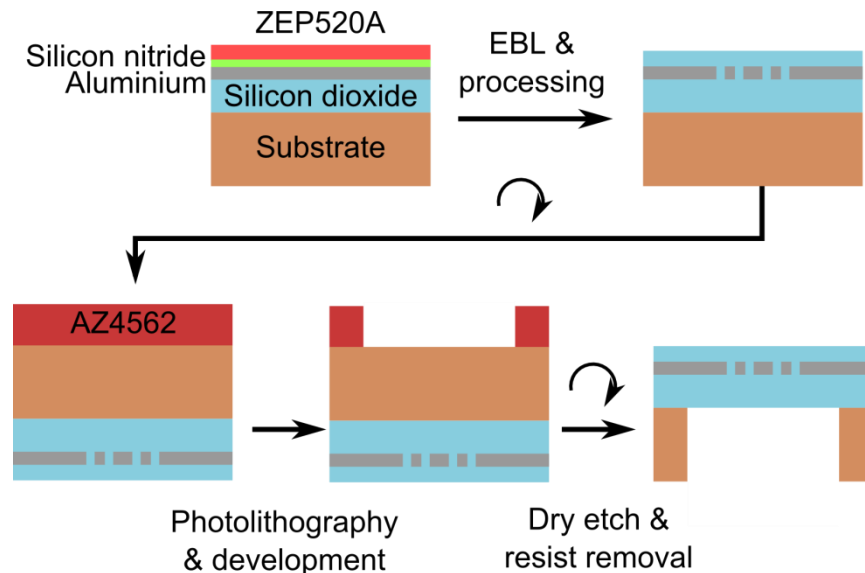 ZEP520A
Silicon nitride
Aluminium
Silicon dioxide
Substrate
EBL &
processing
AZ4562
Photolithography
& development
Dry etch &
resist removal